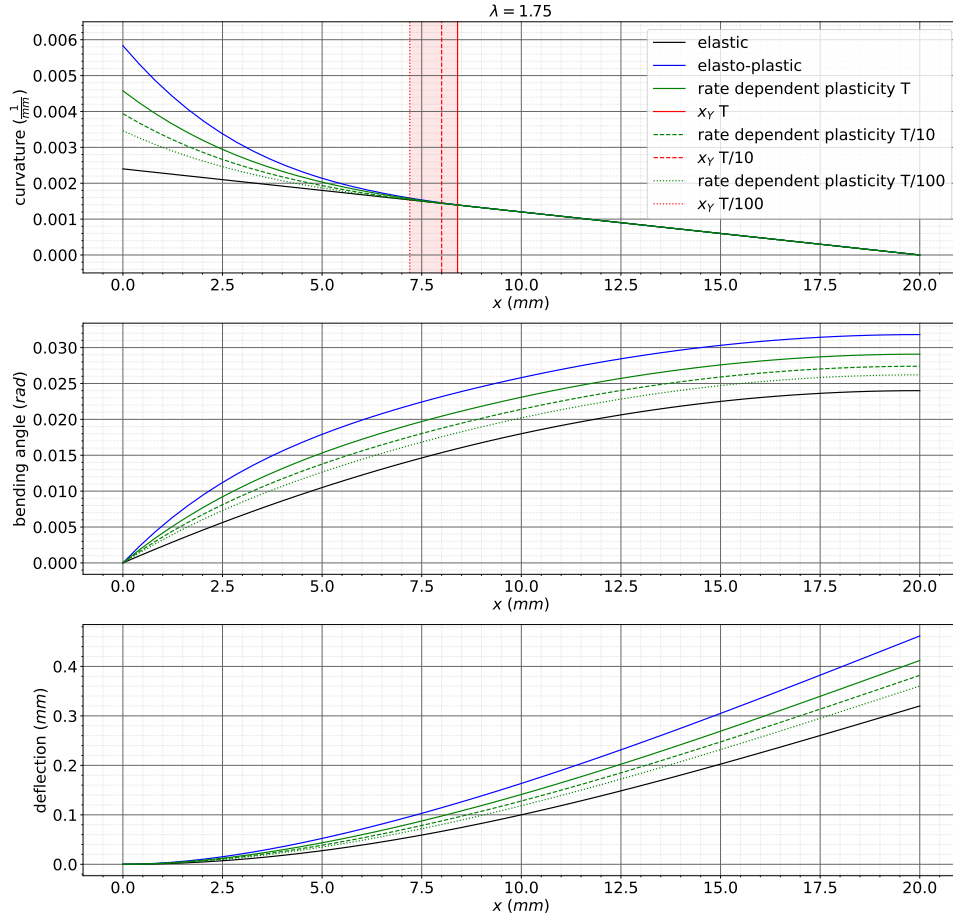 λ = 1.75
curvature (1/mm)
0.006
0.005
0.004
0.003
0.002
0.001
0.000
elastic
elasto-plastic
rate dependent plasticity T
x_Y T
rate dependent plasticity T/10
x_Y T/10
rate dependent plasticity T/100
x_Y T/100
0.0 2.5 5.0 7.5 10.0 12.5 15.0 17.5 20.0
x (mm)
bending angle (rad)
0.030
0.025
0.020
0.015
0.010
0.005
0.000
0.0 2.5 5.0 7.5 10.0 12.5 15.0 17.5 20.0
x (mm)
deflection (mm)
0.4
0.3
0.2
0.1
0.0
0.0 2.5 5.0 7.5 10.0 12.5 15.0 17.5 20.0
x (mm)